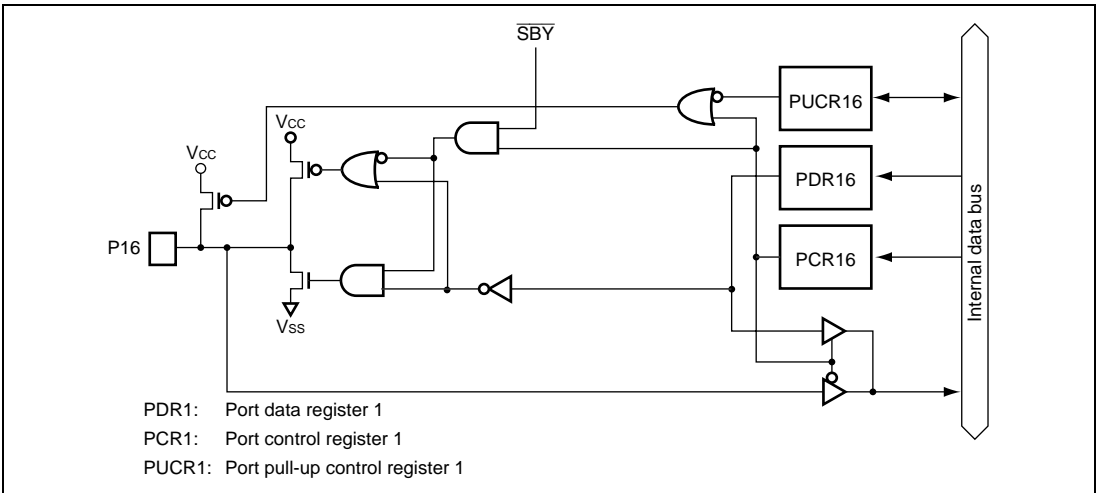 SBY
PUCR16
VCC
VCC
PDR16
P16
PCR16
VSS
Internal data bus
PDR1: Port data register 1
PCR1: Port control register 1
PUCR1: Port pull-up control register 1